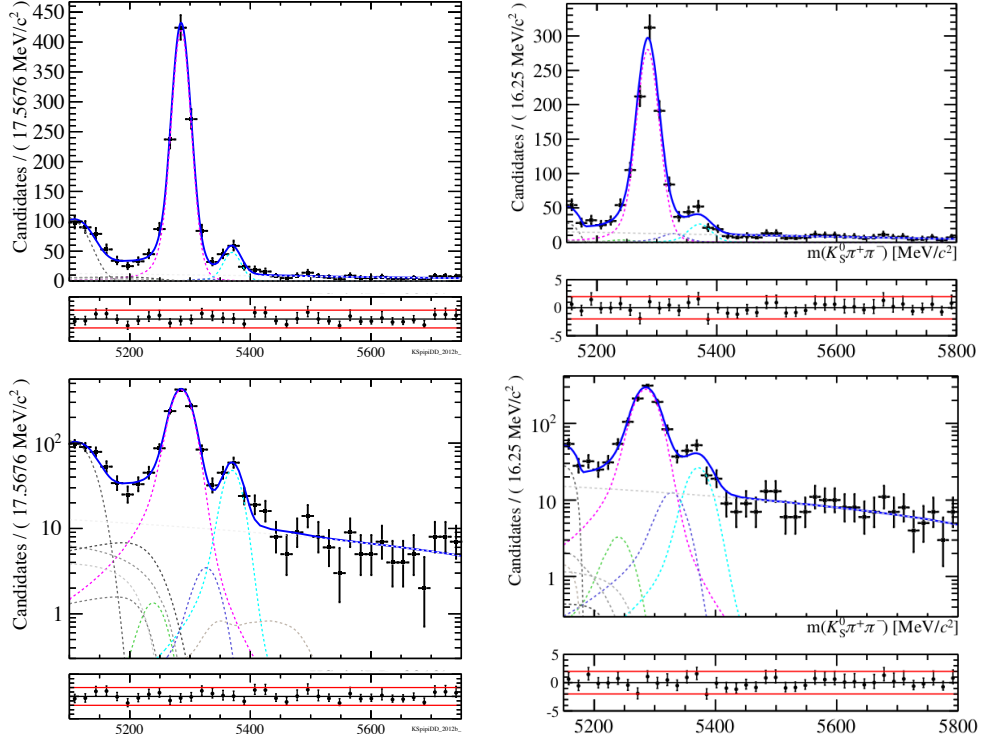 Candidates / ( 17.5676 MeV/c²)
450
400
350
300
250
200
150
100
50
0
5200 5400 5600
KSpipiDD_2012b_
Candidates / ( 16.25 MeV/c²)
300
250
200
150
100
50
0
m(K⁰_S π⁺π⁻) [MeV/c²]
5
0
-5
5200 5400 5600 5800
Candidates / ( 17.5676 MeV/c²)
10²
10
1
5200 5400 5600
KSpipiDD_2012b_
Candidates / ( 16.25 MeV/c²)
10²
10
1
m(K⁰_S π⁺π⁻) [MeV/c²]
5
0
-5
5200 5400 5600 5800